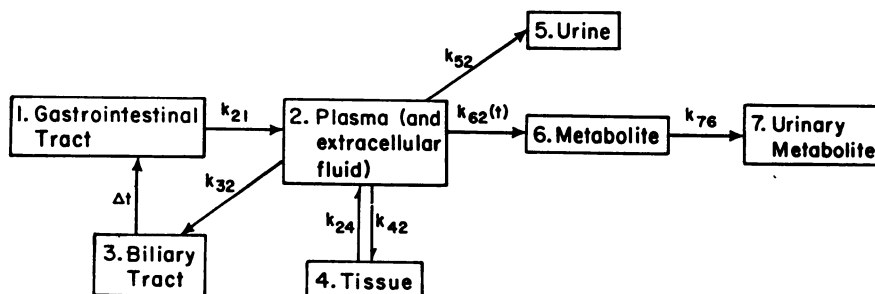 5. Urine
k52
1. Gastrointestinal
Tract
k21
2. Plasma (and
extracellular
fluid)
k62(t)
6. Metabolite
k76
7. Urinary
Metabolite
Δt
k32
k24
k42
3. Biliary
Tract
4. Tissue